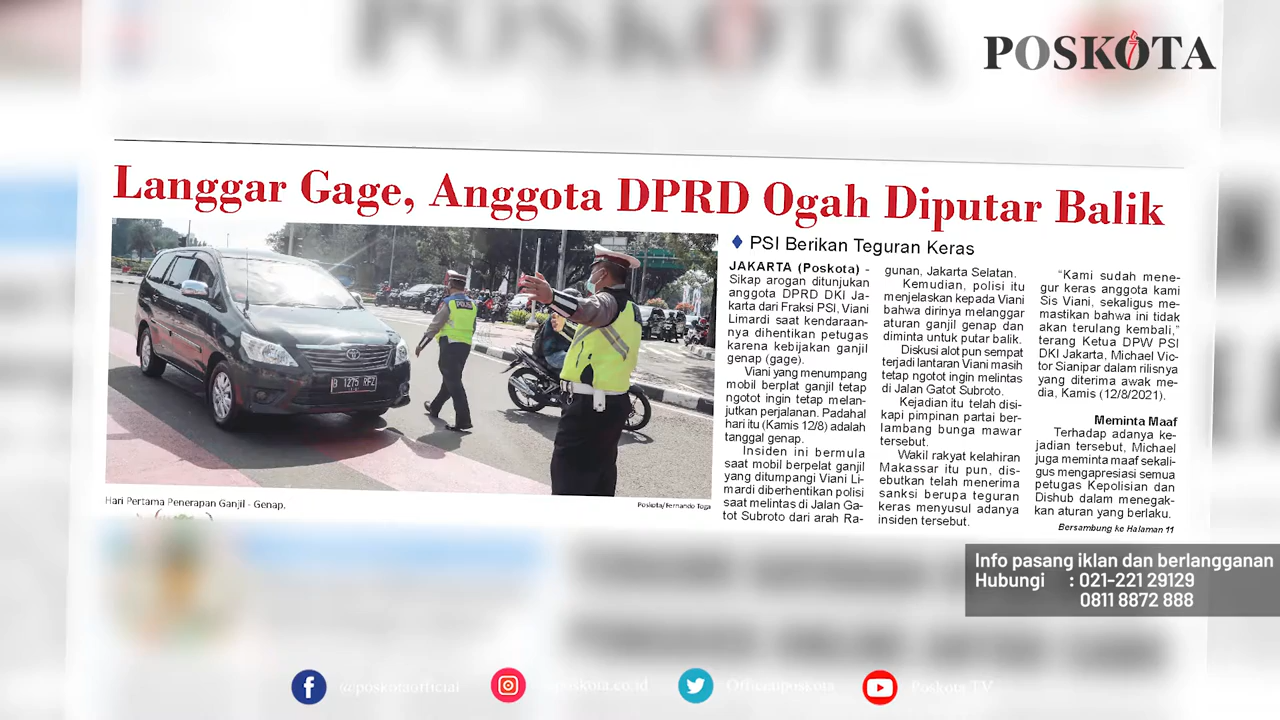 POSKOTA
POSKOTA
Langgar Gage, Anggota DPRD Ogah Diputar Balik
PSI Berikan Teguran Keras
JAKARTA (Poskota) -
Sikap arogan ditunjukan
anggota DPRD DKI Ja-
karta dari Fraksi PSI, Viani
Limardi saat kendaraan-
nya dihentikan petugas
karena kebijakan ganjil
genap (gage).
Viani yang menumpang
mobil berplat ganjil tetap
ngotot ingin tetap melan-
jutkan perjalanan. Padahal
hari itu (Kamis 12/8) adalah
tanggal genap.
Insiden ini bermula
saat mobil berpelat ganjil
yang ditumpangi Viani Li-
mardi diberhentikan polisi
saat melintas di Jalan Ga-
tot Subroto dari arah Ra-
gunan, Jakarta Selatan.
Kemudian, polisi itu
menjelaskan kepada Viani
bahwa dirinya melanggar
aturan ganjil genap dan
diminta untuk putar balik.
Diskusi alot pun sempat
terjadi lantaran Viani masih
tetap ngotot ingin melintas
di Jalan Gatot Subroto.
Kejadian itu telah disi-
kapi pimpinan partai ber-
lambang bunga mawar
tersebut.
Wakil rakyat kelahiran
Makassar itu pun, dis-
ebutkan telah menerima
sanksi berupa teguran
keras menyusul adanya
insiden tersebut.
"Kami sudah mene-
gur keras anggota kami
Sis Viani, sekaligus me-
mastikan bahwa ini tidak
akan terulang kembali,"
terang Ketua DPW PSI
DKI Jakarta, Michael Vic-
tor Sianipar dalam rilisnya
yang diterima awak me-
dia, Kamis (12/8/2021).
Meminta Maaf
Terhadap adanya ke-
jadian tersebut, Michael
juga meminta maaf sekali-
gus mengapresiasi semua
petugas Kepolisian dan
Dishub dalam menegak-
kan aturan yang berlaku.
Bersambung ke Halaman 11
B 1275 RFZ
Hari Pertama Penerapan Ganjil - Genap.
Poskota/Fernando Toga
Info pasang iklan dan berlangganan
Hubungi : 021-221 29129
0811 8872 888
@poskotaofficial
poskota.co.id
Officialposkota
Poskota TV